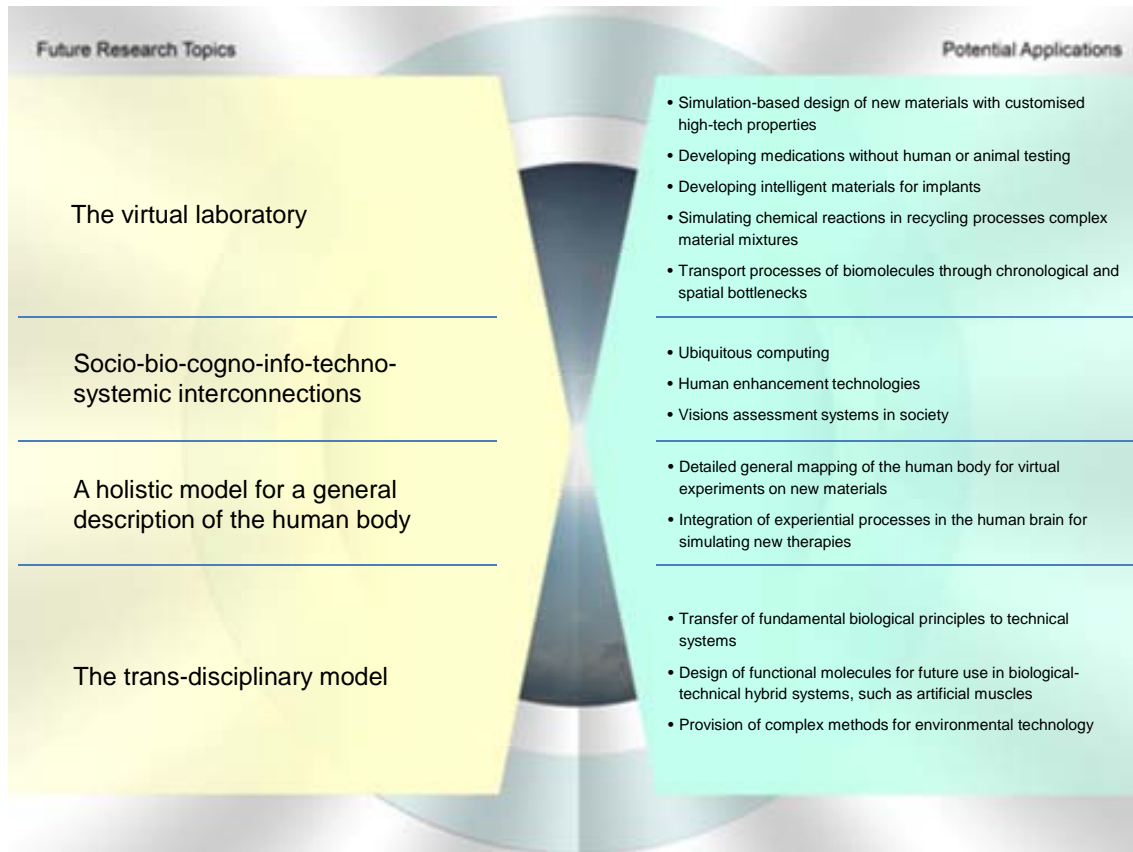 Future Research Topics
Potential Applications
The virtual laboratory
• Simulation-based design of new materials with customised
high-tech properties
• Developing medications without human or animal testing
• Developing intelligent materials for implants
• Simulating chemical reactions in recycling processes complex
material mixtures
• Transport processes of biomolecules through chronological and
spatial bottlenecks
Socio-bio-cogno-info-techno-
systemic interconnections
• Ubiquitous computing
• Human enhancement technologies
• Visions assessment systems in society
A holistic model for a general
description of the human body
• Detailed general mapping of the human body for virtual
experiments on new materials
• Integration of experiential processes in the human brain for
simulating new therapies
The trans-disciplinary model
• Transfer of fundamental biological principles to technical
systems
• Design of functional molecules for future use in biological-
technical hybrid systems, such as artificial muscles
• Provision of complex methods for environmental technology